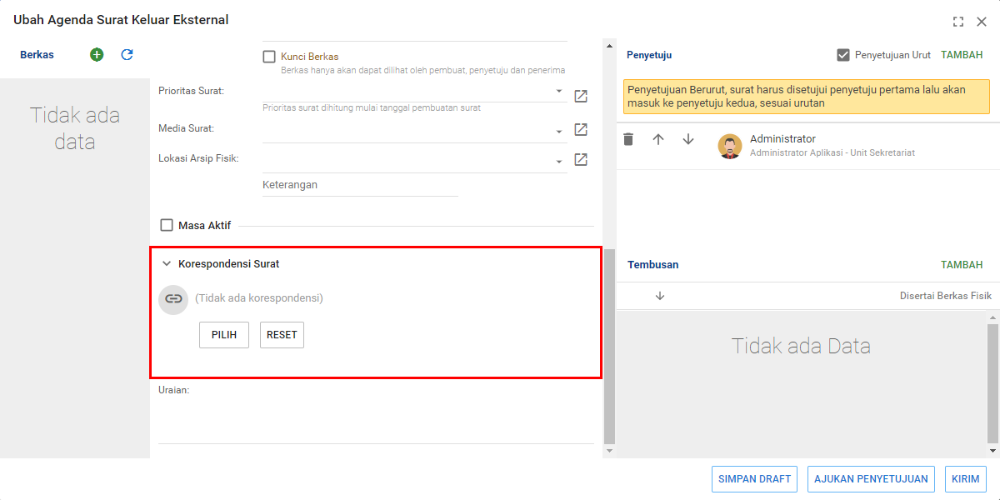 Ubah Agenda Surat Keluar Eksternal
Berkas
Tidak ada
data
Kunci Berkas
Berkas hanya akan dapat dilihat oleh pembuat, penyetuju dan penerima
Prioritas Surat:
Prioritas surat dihitung mulai tanggal pembuatan surat
Media Surat:
Lokasi Arsip Fisik:
Keterangan
Masa Aktif
Korespondensi Surat
(Tidak ada korespondensi)
PILIH RESET
Uraian:
Penyetuju Penyetujuan Urut TAMBAH
Penyetujuan Berurut, surat harus disetujui penyetuju pertama lalu akan
masuk ke penyetuju kedua, sesuai urutan
Administrator
Administrator Aplikasi - Unit Sekretariat
Tembusan TAMBAH
Disertai Berkas Fisik
Tidak ada Data
SIMPAN DRAFT AJUKAN PENYETUJUAN KIRIM